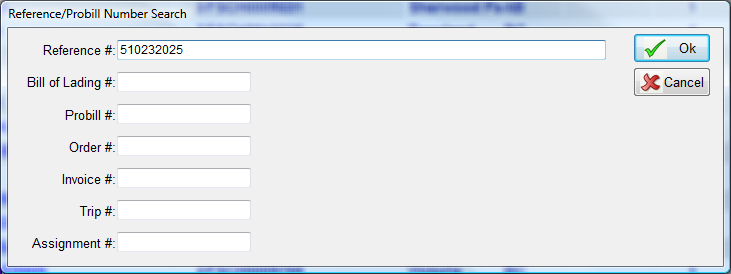 Reference/Probill Number Search
Reference #: 510232025
Ok
Bill of Lading #:
Cancel
Probill #:
Order #:
Invoice #:
Trip #:
Assignment #: